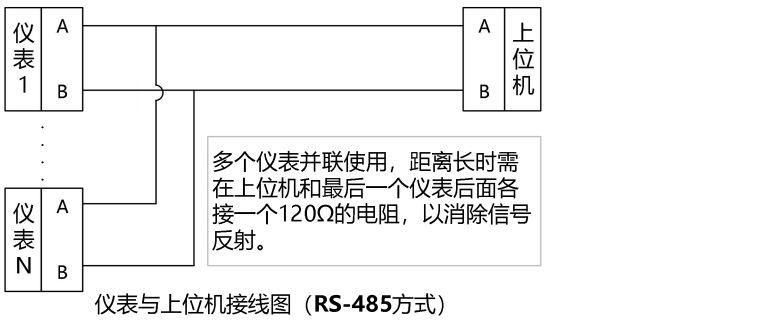 仪表1
A
B
A
B
上位机
多个仪表并联使用，距离长时需
在上位机和最后一个仪表后面各
接一个120Ω的电阻，以消除信号
反射。
仪表N
A
B
仪表与上位机接线图（RS-485方式）